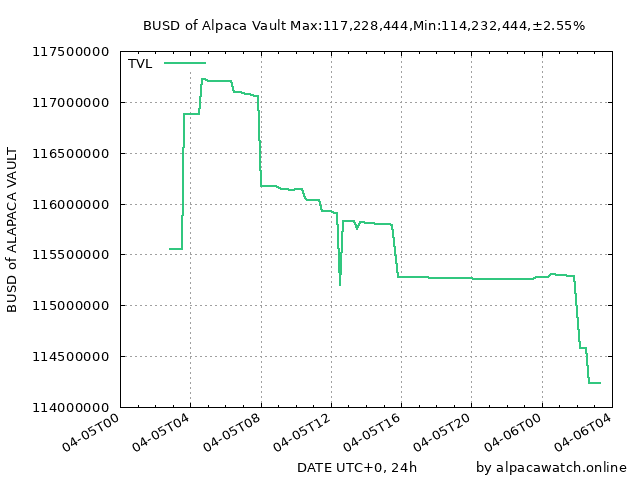 BUSD of Alpaca Vault Max:117,228,444,Min:114,232,444,±2.55%
117500000
TVL
117000000
116500000
116000000
115500000
115000000
114500000
114000000
BUSD of ALAPACA VAULT
04-05T00
04-05T04
04-05T08
04-05T12
04-05T16
04-05T20
04-06T00
04-06T04
DATE UTC+0, 24h
by alpacawatch.online